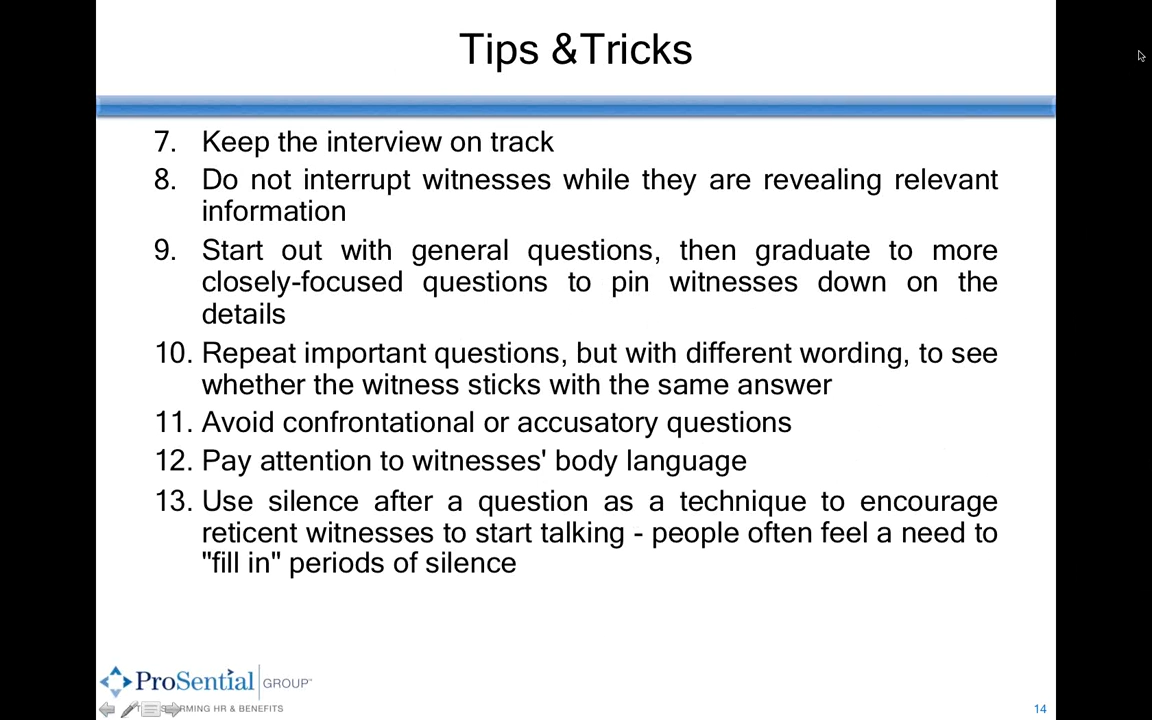 Tips &Tricks
7. Keep the interview on track
8. Do not interrupt witnesses while they are revealing relevant
information
9. Start out with general questions, then graduate to more
closely-focused questions to pin witnesses down on the
details
10. Repeat important questions, but with different wording, to see
whether the witness sticks with the same answer
11. Avoid confrontational or accusatory questions
12. Pay attention to witnesses' body language
13. Use silence after a question as a technique to encourage
reticent witnesses to start talking - people often feel a need to
"fill in" periods of silence
ProSential GROUP
HR & BENEFITS
14